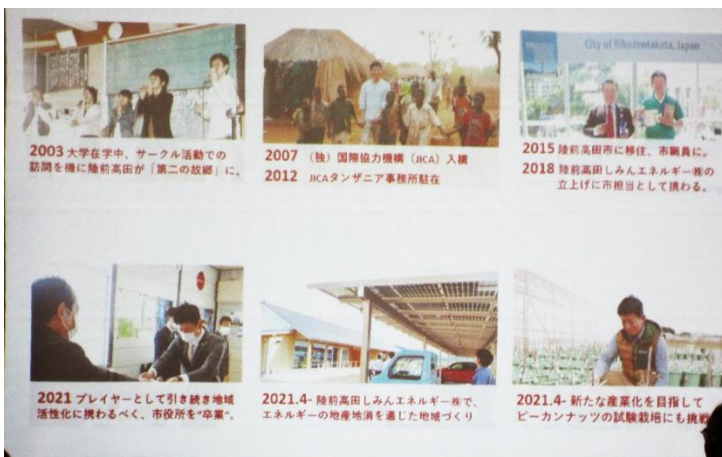 2003 大学在学中、サークル活動での
訪問を機に陸前高田が「第二の故郷」に。
2007 (独)国際協力機構(JICA)入構
2012 JICAタンザニア事務所駐在
City of Rikuzentakata, Japan
2015 陸前高田市に移住、市職員に。
2018 陸前高田しみんエネルギー㈱の
立上げに市担当として携わる。
2021 プレイヤーとして引き続き地域
活性化に携わるべく、市役所を“卒業”。
2021.4- 陸前高田しみんエネルギー㈱で、
エネルギーの地産地消を通じた地域づくり
2021.4- 新たな産業化を目指して
ピーカンナッツの試験栽培にも挑戦